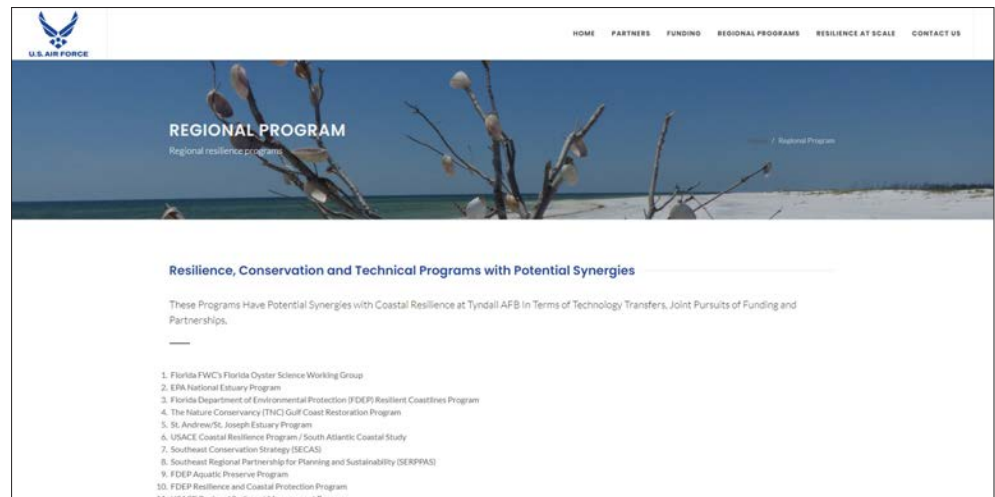 U.S. AIR FORCE
HOME PARTNERS FUNDING REGIONAL PROGRAMS RESILIENCE AT SCALE CONTACT US
REGIONAL PROGRAM
Regional resilience programs
/ Regional Program
Resilience, Conservation and Technical Programs with Potential Synergies
These Programs Have Potential Synergies with Coastal Resilience at Tyndall AFB In Terms of Technology Transfers, Joint Pursuits of Funding and
Partnerships.
1. Florida FWC's Florida Oyster Science Working Group
2. EPA National Estuary Program
3. Florida Department of Environmental Protection (FDEP) Resilient Coastlines Program
4. The Nature Conservancy (TNC) Gulf Coast Restoration Program
5. St. Andrew/St. Joseph Estuary Program
6. USACE Coastal Resilience Program / South Atlantic Coastal Study
7. Southeast Conservation Strategy (SECAS)
8. Southeast Regional Partnership for Planning and Sustainability (SERPPAS)
9. FDEP Aquatic Preserve Program
10. FDEP Resilience and Coastal Protection Program